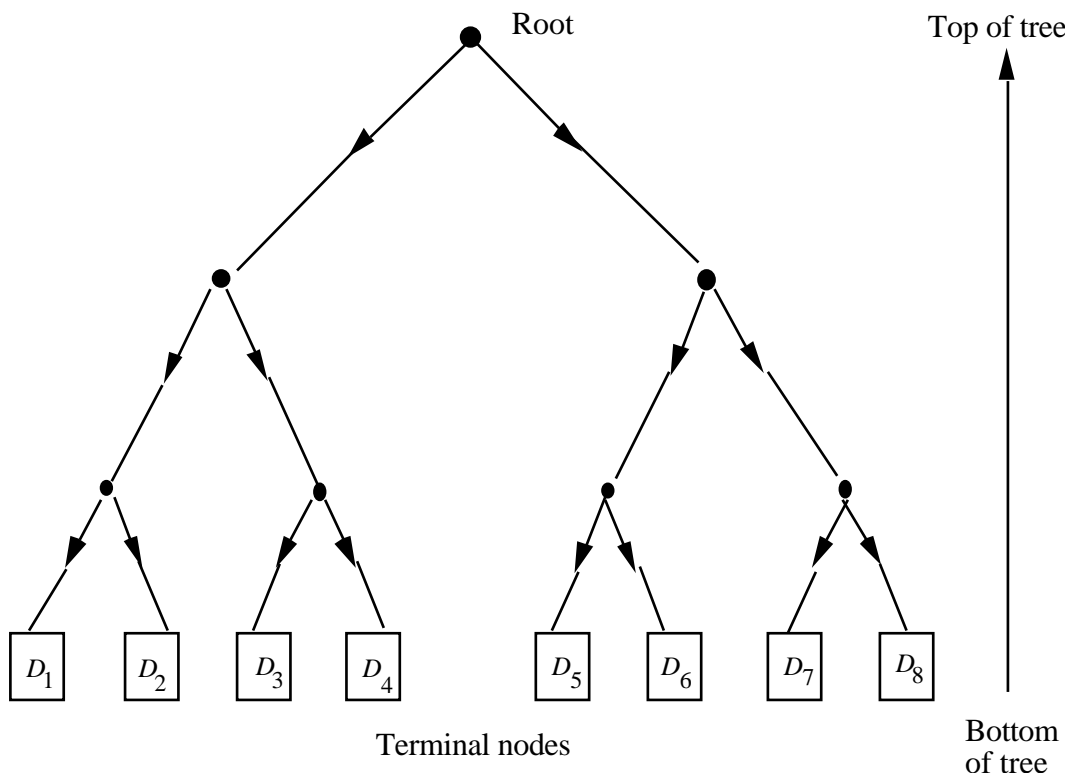 Root
Top of tree
D1 D2 D3 D4 D5 D6 D7 D8
Terminal nodes
Bottom
of tree